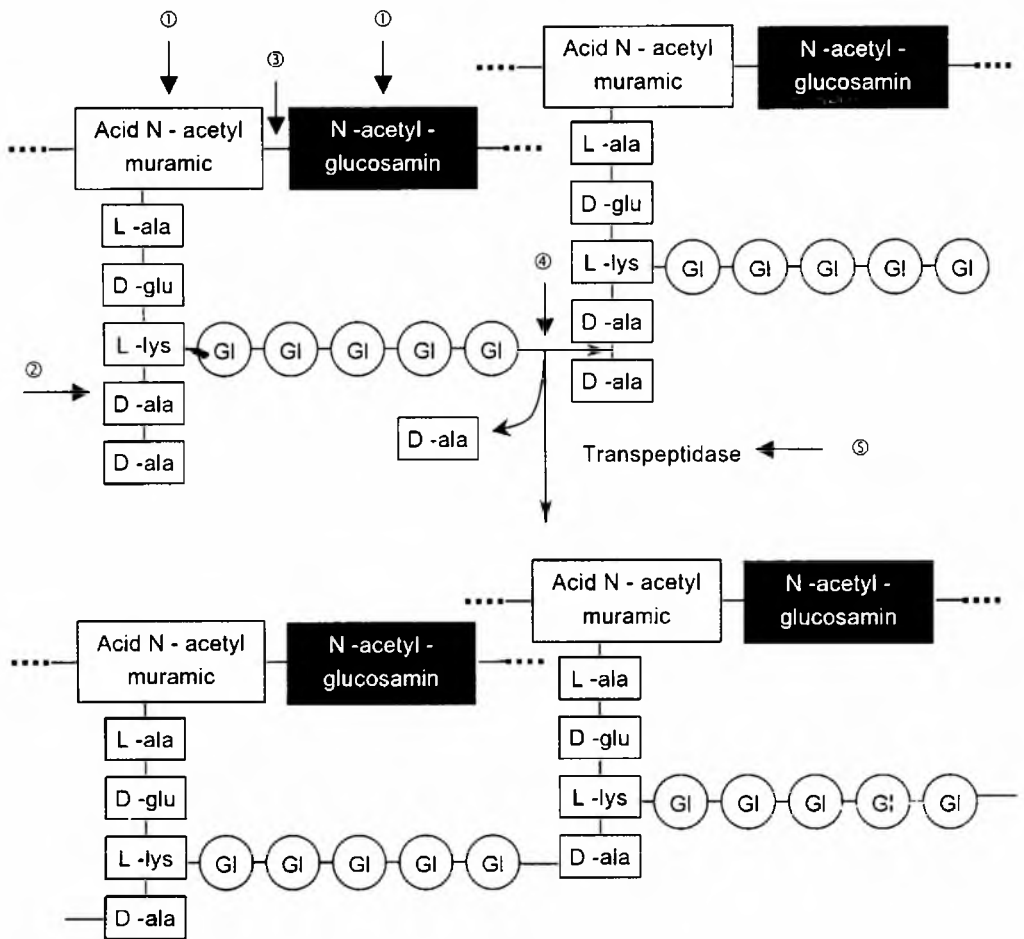 ①
①
③
Acid N - acetyl
muramic
N -acetyl -
glucosamin
Acid N - acetyl
muramic
N -acetyl -
glucosamin
L -ala
D -glu
L -lys
D -ala
D -ala
Gl
Gl
Gl
Gl
Gl
②
④
L -ala
D -glu
L -lys
D -ala
D -ala
Gl
Gl
Gl
Gl
Gl
D -ala
Transpeptidase
⑤
Acid N - acetyl
muramic
N -acetyl -
glucosamin
Acid N - acetyl
muramic
N -acetyl -
glucosamin
L -ala
D -glu
L -lys
D -ala
Gl
Gl
Gl
Gl
Gl
L -ala
D -glu
L -lys
D -ala
Gl
Gl
Gl
Gl
Gl